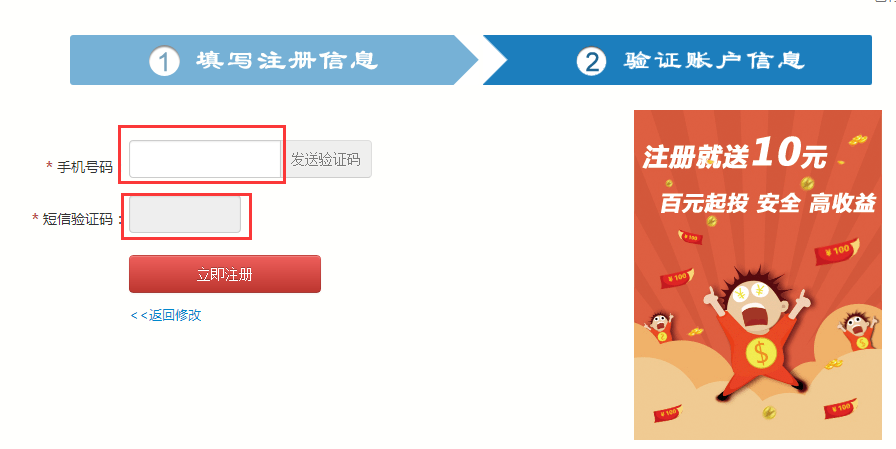 1 填写注册信息
2 验证账户信息
* 手机号码
发送验证码
* 短信验证码：
立即注册
<<返回修改
注册就送10元
百元起投 安全 高收益
¥100
¥100
¥100
¥
¥
$
$
$
¥100
¥100